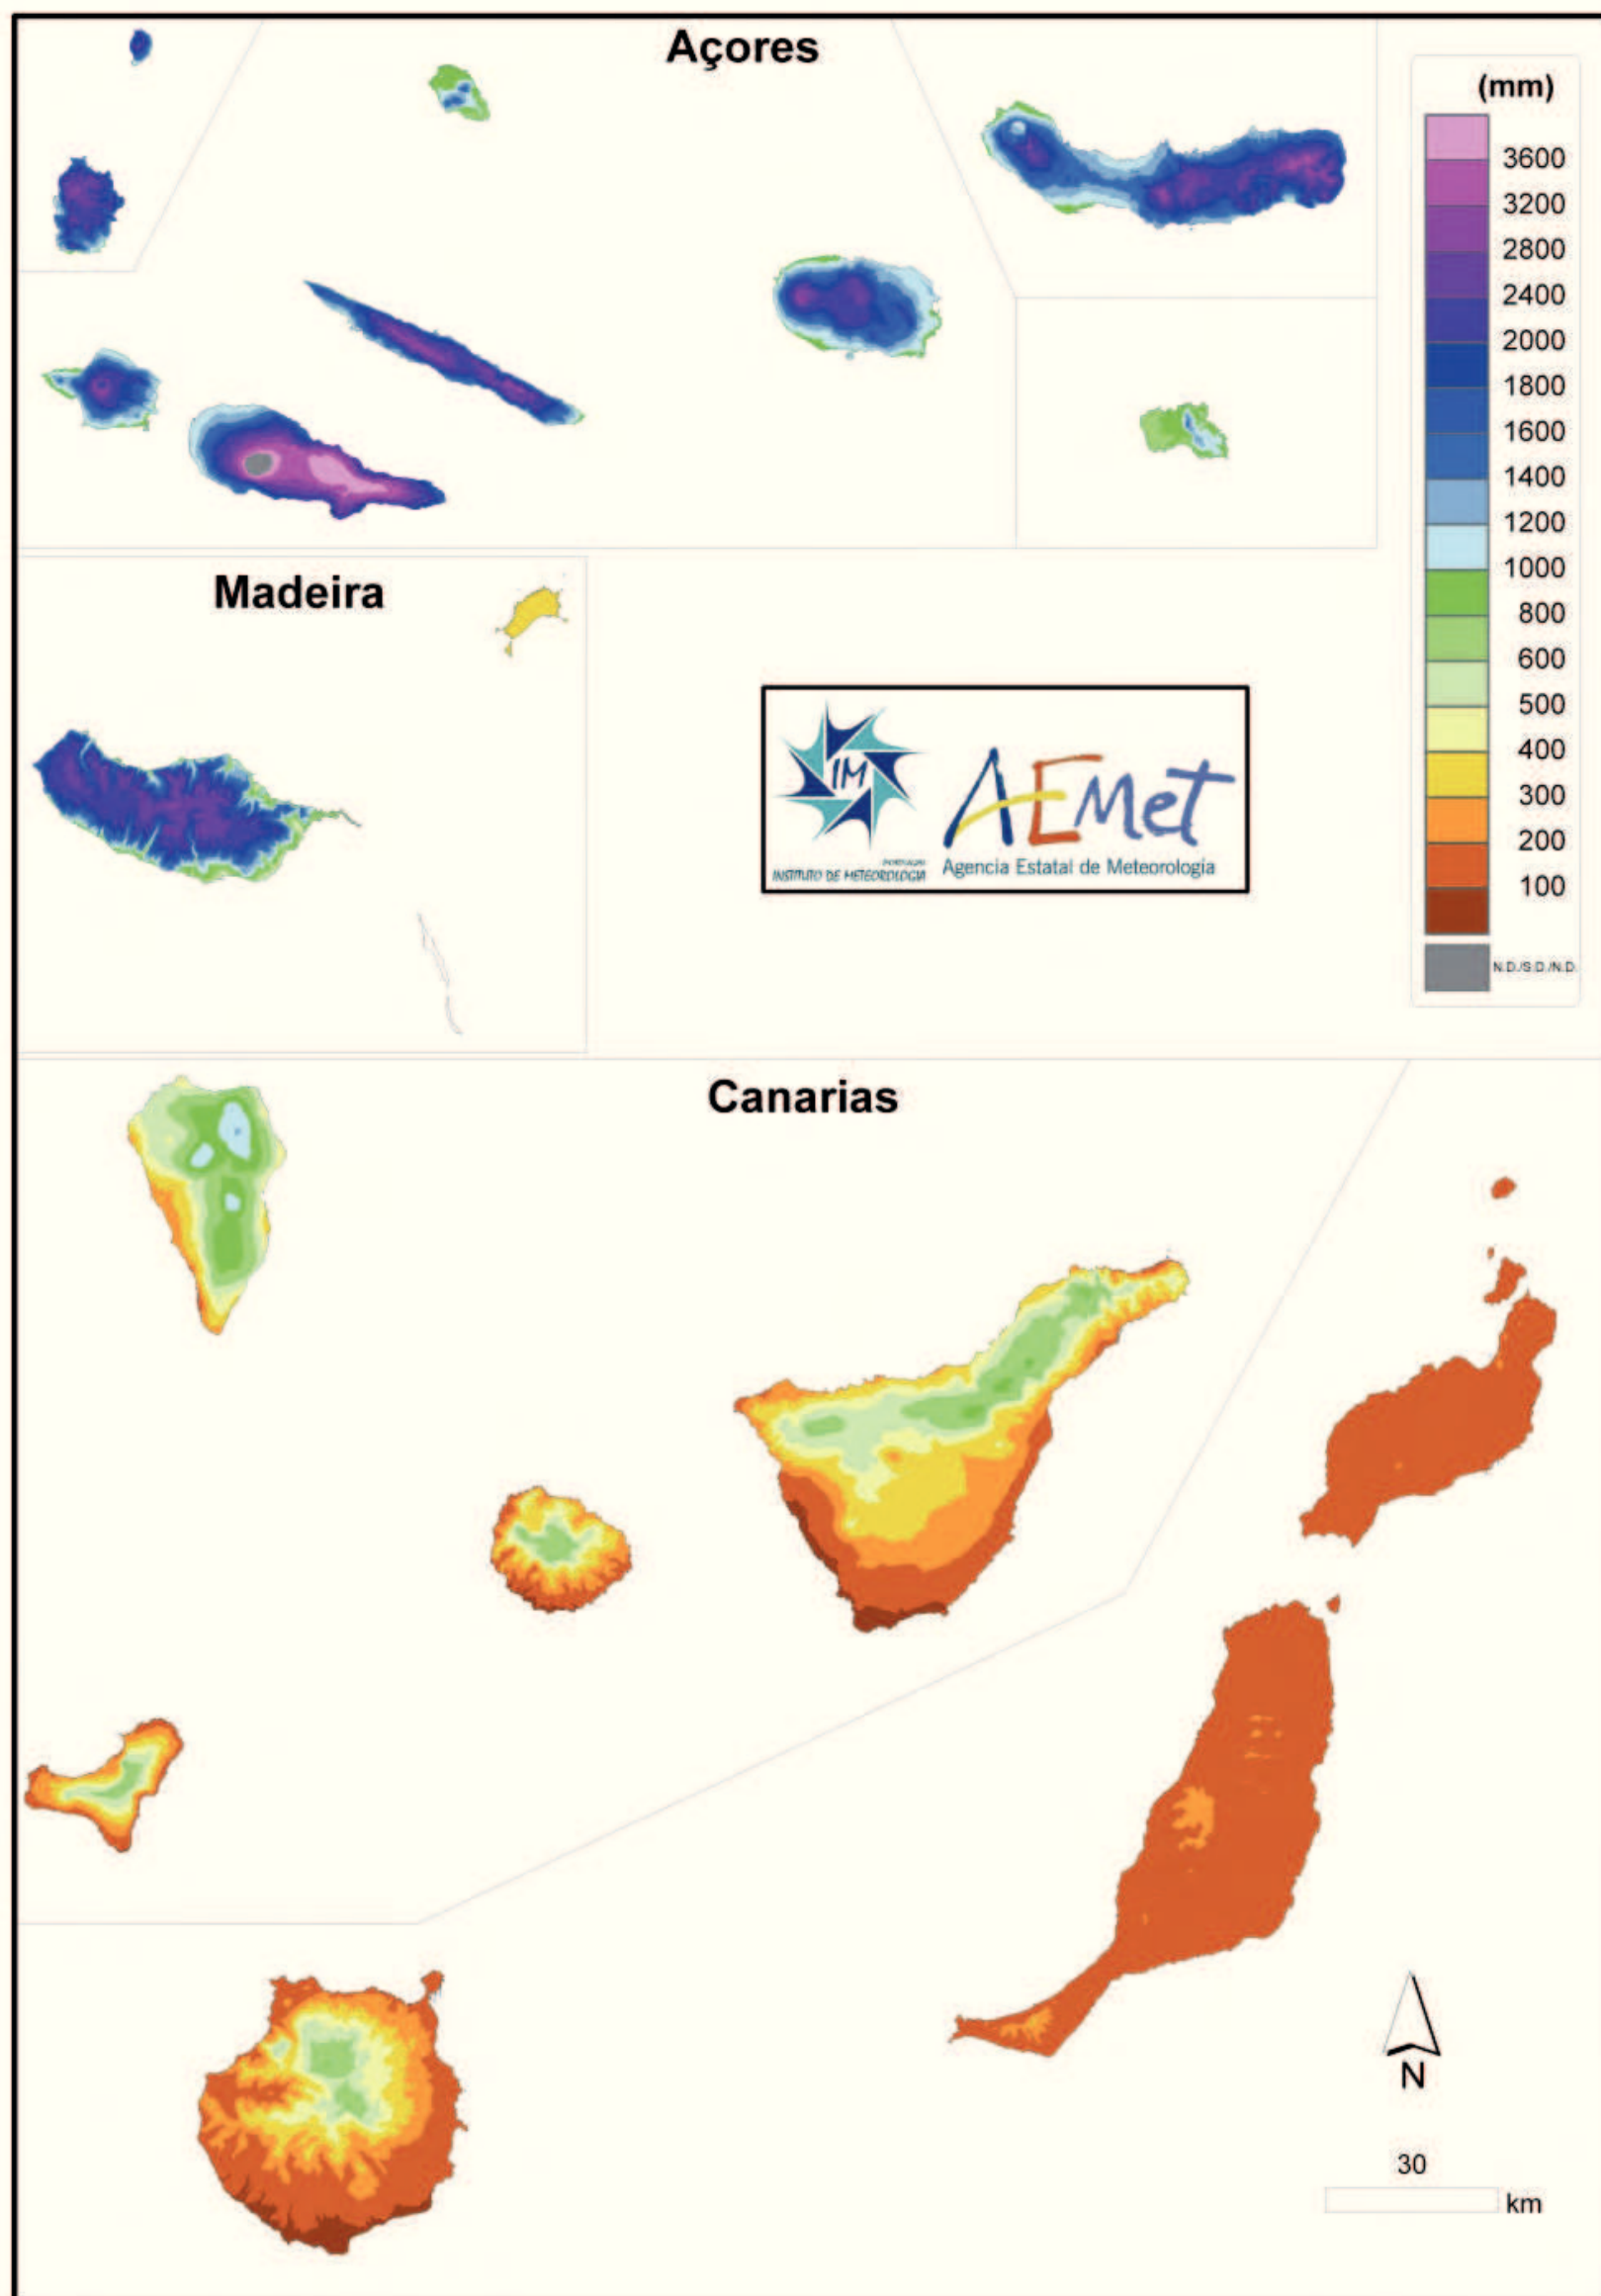 Açores
(mm)
3600
3200
2800
2400
2000
1800
1600
1400
1200
1000
800
600
500
400
300
200
100
N.D./S.D./N.D.
Madeira
IM
PORTUGAL
INSTITUTO DE METEOROLOGIA
AEMet
Agencia Estatal de Meteorología
Canarias
N
30
km